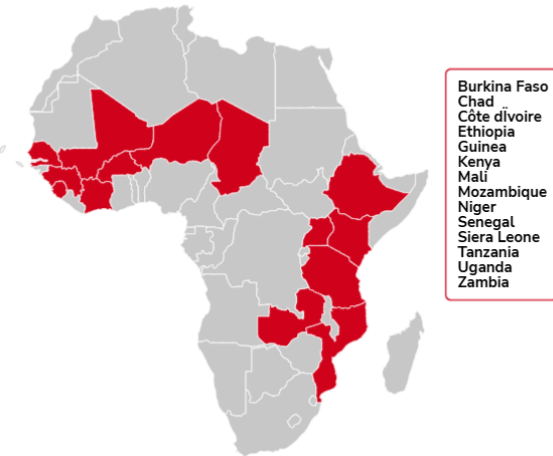 Burkina Faso
Chad
Côte dÏvoire
Ethiopia
Guinea
Kenya
Mali
Mozambique
Niger
Senegal
Siera Leone
Tanzania
Uganda
Zambia